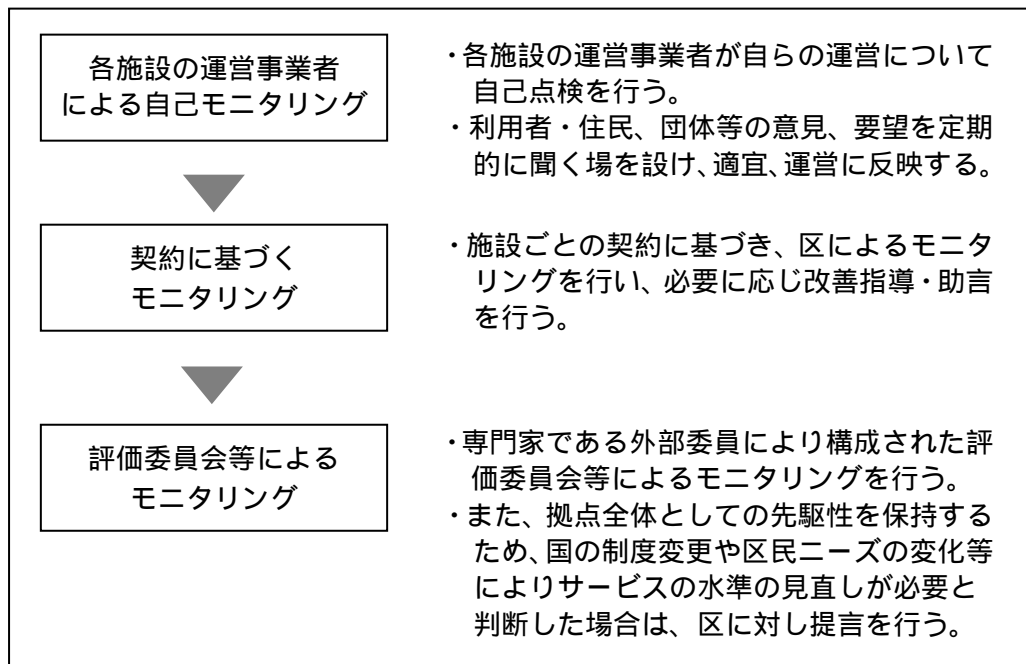 各施設の運営事業者
による自己モニタリング
・各施設の運営事業者が自らの運営について
自己点検を行う。
・利用者・住民、団体等の意見、要望を定期
的に聞く場を設け、適宜、運営に反映する。
契約に基づく
モニタリング
・施設ごとの契約に基づき、区によるモニタ
リングを行い、必要に応じ改善指導・助言
を行う。
評価委員会等による
モニタリング
・専門家である外部委員により構成された評
価委員会等によるモニタリングを行う。
・また、拠点全体としての先駆性を保持する
ため、国の制度変更や区民ニーズの変化等
によりサービスの水準の見直しが必要と
判断した場合は、区に対し提言を行う。